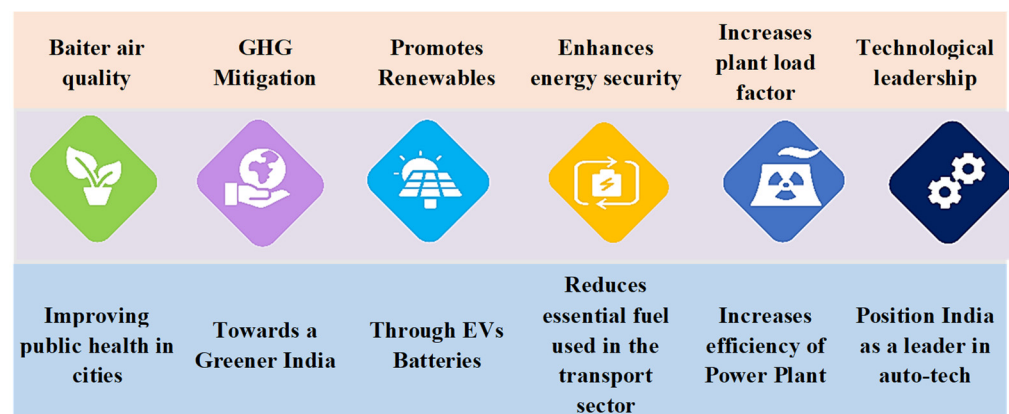 Baiter air
quality
GHG
Mitigation
Promotes
Renewables
Enhances
energy security
Increases
plant load
factor
Technological
leadership
Improving
public health in
cities
Towards a
Greener India
Through EVs
Batteries
Reduces
essential fuel
used in the
transport
sector
Increases
efficiency of
Power Plant
Position India
as a leader in
auto-tech